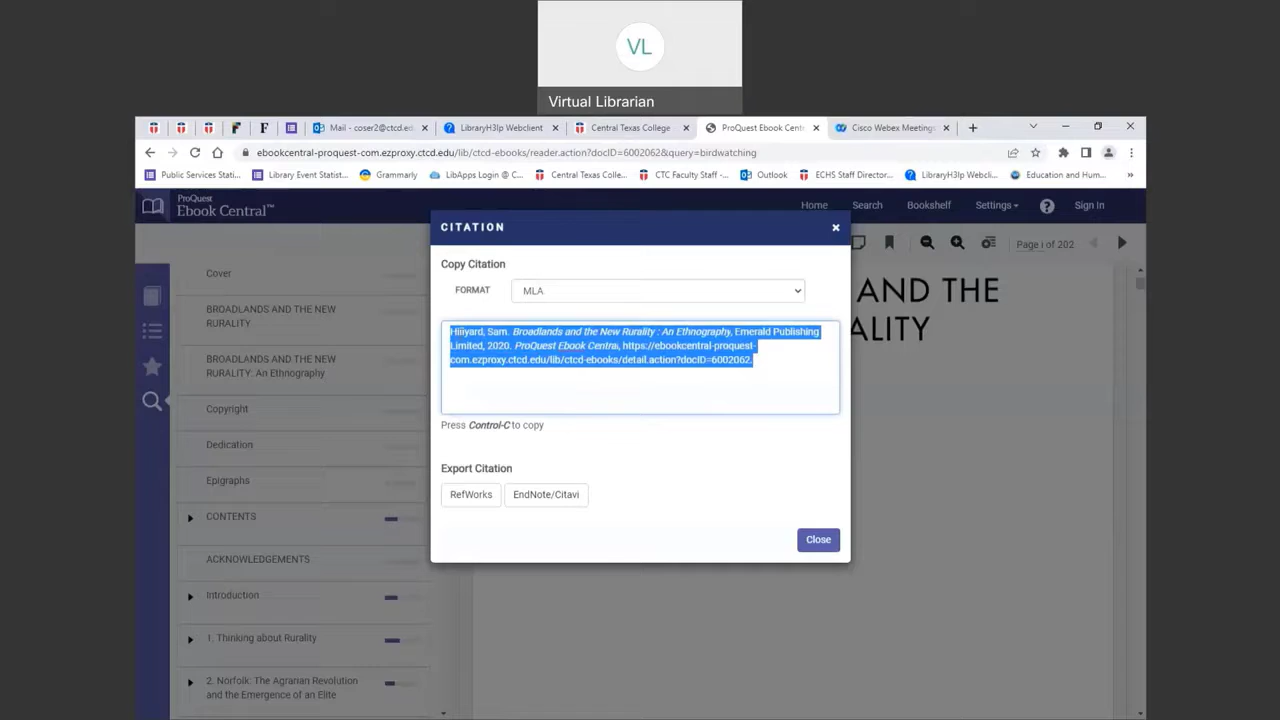 VL
Virtual Librarian
Mail - coser2@ctcd.ed
LibraryH3lp Webclient
Central Texas College
ProQuest Ebook Centr
Cisco Webex Meetings
ebookcentral-proquest-com.ezproxy.ctcd.edu/lib/ctcd-ebooks/reader.action?docID=6002062&query=birdwatching
Public Services Stati...
Library Event Statist...
Grammarly
LibApps Login @ C...
Central Texas Colle...
CTC Faculty Staff -...
Outlook
ECHS Staff Director...
LibraryH3lp Webcli...
Education and Hum...
ProQuest
Ebook Central™
Home
Search
Bookshelf
Settings
Sign In
CITATION
Page i of 202
Copy Citation
FORMAT
MLA
Cover
BROADLANDS AND THE NEW
RURALITY
BROADLANDS AND THE NEW
RURALITY: An Ethnography
Copyright
Dedication
Epigraphs
CONTENTS
ACKNOWLEDGEMENTS
Introduction
1. Thinking about Rurality
2. Norfolk: The Agrarian Revolution
and the Emergence of an Elite
Sam. Broadlands and the New Rurality : An Ethnography, Emerald Publishing
Limited, 2020. ProQuest Ebook Central, https://ebookcentral-proquest-
com.ezproxy.ctcd.edu/lib/ctcd-ebooks/detail.action?docID=6002062.
Press Control-C to copy
Export Citation
RefWorks
EndNote/Citavi
Close
AND THE
ALITY